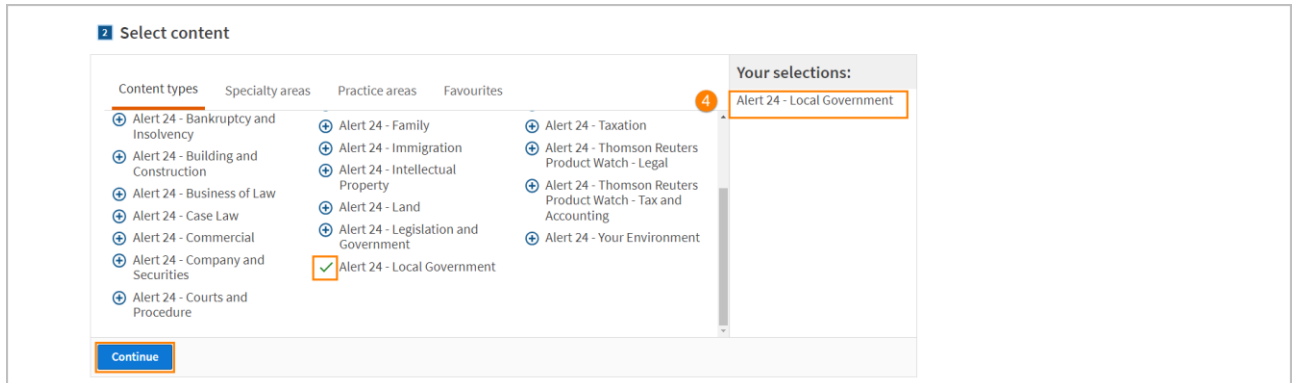 2 Select content
Content types
Specialty areas
Practice areas
Favourites
Alert 24 - Bankruptcy and
Insolvency
Alert 24 - Building and
Construction
Alert 24 - Business of Law
Alert 24 - Case Law
Alert 24 - Commercial
Alert 24 - Company and
Securities
Alert 24 - Courts and
Procedure
Alert 24 - Family
Alert 24 - Immigration
Alert 24 - Intellectual
Property
Alert 24 - Land
Alert 24 - Legislation and
Government
Alert 24 - Local Government
Alert 24 - Taxation
Alert 24 - Thomson Reuters
Product Watch - Legal
Alert 24 - Thomson Reuters
Product Watch - Tax and
Accounting
Alert 24 - Your Environment
Your selections:
4
Alert 24 - Local Government
Continue